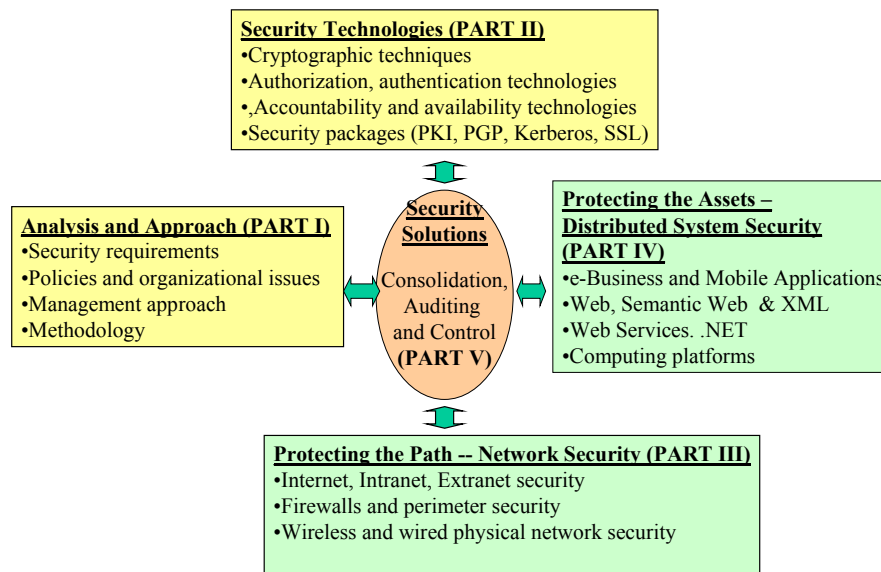 Security Technologies (PART II)
•Cryptographic techniques
•Authorization, authentication technologies
•,Accountability and availability technologies
•Security packages (PKI, PGP, Kerberos, SSL)
Analysis and Approach (PART I)
•Security requirements
•Policies and organizational issues
•Management approach
•Methodology
Security
Solutions
Consolidation,
Auditing
and Control
(PART V)
Protecting the Assets –
Distributed System Security
(PART IV)
•e-Business and Mobile Applications
•Web, Semantic Web & XML
•Web Services. .NET
•Computing platforms
Protecting the Path -- Network Security (PART III)
•Internet, Intranet, Extranet security
•Firewalls and perimeter security
•Wireless and wired physical network security